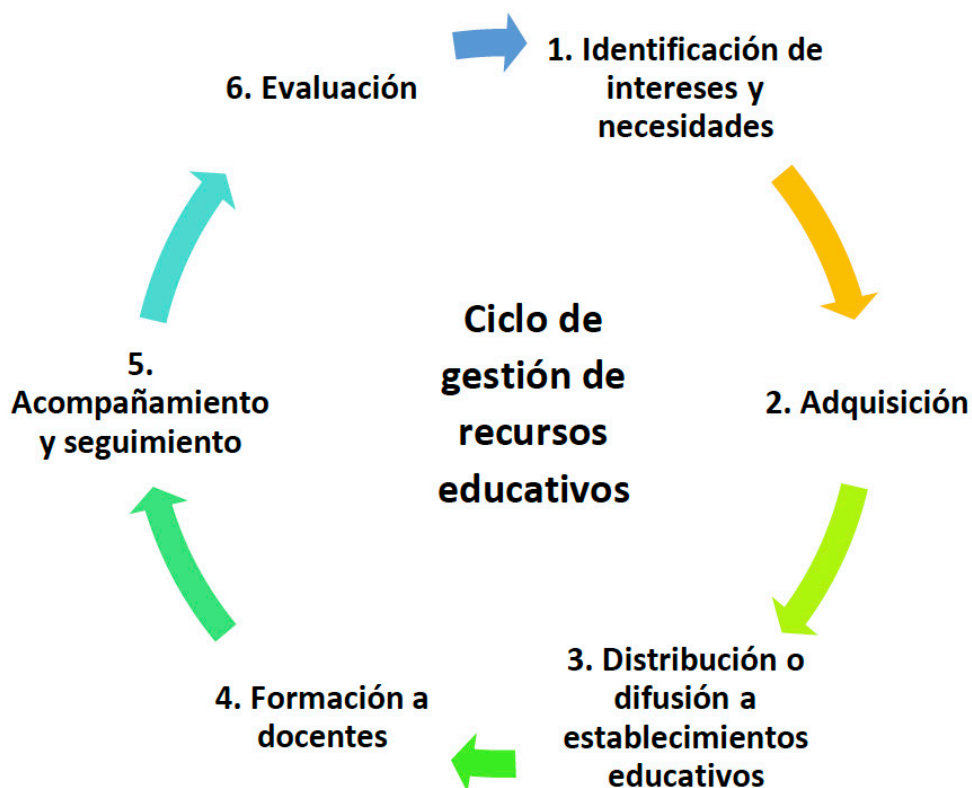 1. Identificación de
intereses y
necesidades
2. Adquisición
3. Distribución o
difusión a
establecimientos
educativos
4. Formación a
docentes
5.
Acompañamiento
y seguimiento
6. Evaluación
Ciclo de
gestión de
recursos
educativos